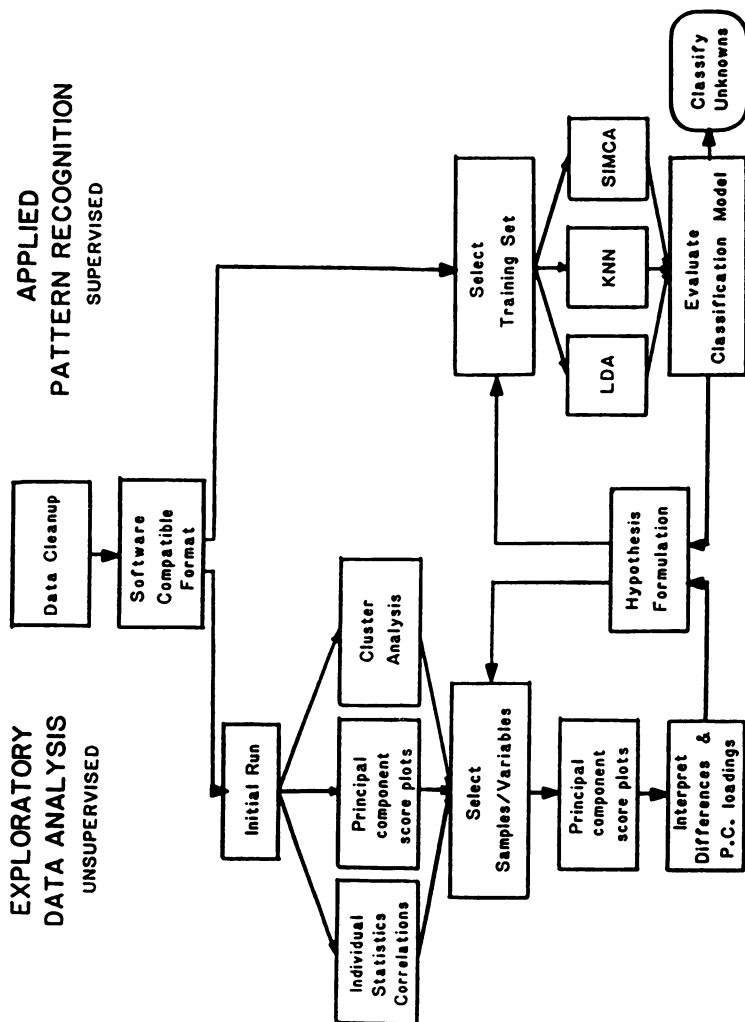 EXPLORATORY
DATA ANALYSIS
UNSUPERVISED
APPLIED
PATTERN RECOGNITION
SUPERVISED
Data Cleanup
Software
Compatible
Format
Initial Run
Individual
Statistics
Correlations
Principal
component
score plots
Cluster
Analysis
Select
Samples/Variables
Principal
component
score plots
Interpret
Differences &
P.C. loadings
Hypothesis
Formulation
Select
Training Set
LDA
KNN
SIMCA
Evaluate
Classification Model
Classify
Unknowns